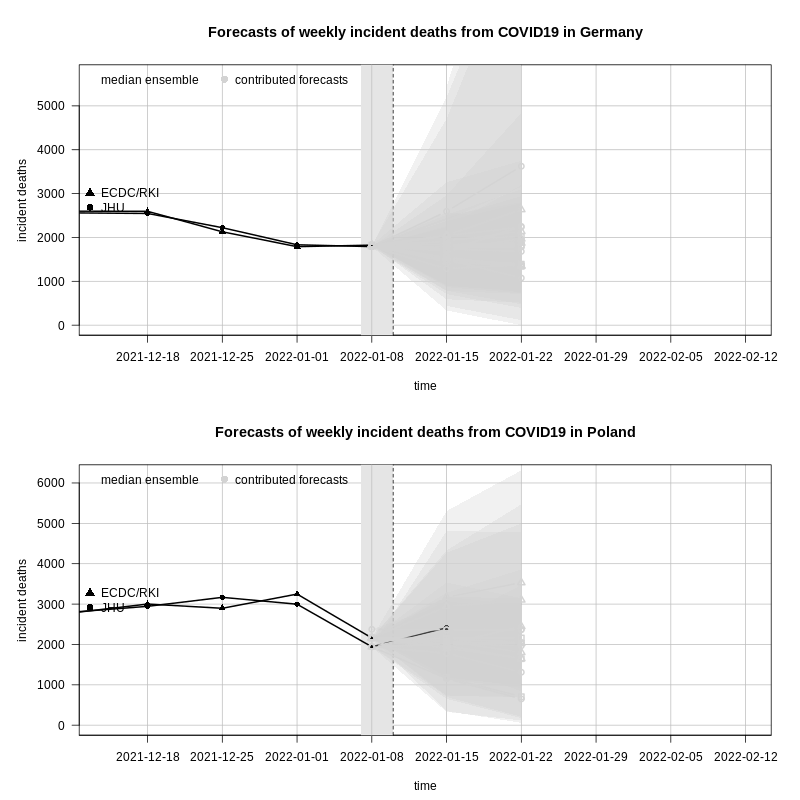 Forecasts of weekly incident deaths from COVID19 in Germany
median ensemble contributed forecasts
5000
4000
3000
2000
1000
0
incident deaths
ECDC/RKI
JHU
2021-12-18 2021-12-25 2022-01-01 2022-01-08 2022-01-15 2022-01-22 2022-01-29 2022-02-05 2022-02-12
time
Forecasts of weekly incident deaths from COVID19 in Poland
median ensemble contributed forecasts
6000
5000
4000
3000
2000
1000
0
incident deaths
ECDC/RKI
JHU
2021-12-18 2021-12-25 2022-01-01 2022-01-08 2022-01-15 2022-01-22 2022-01-29 2022-02-05 2022-02-12
time